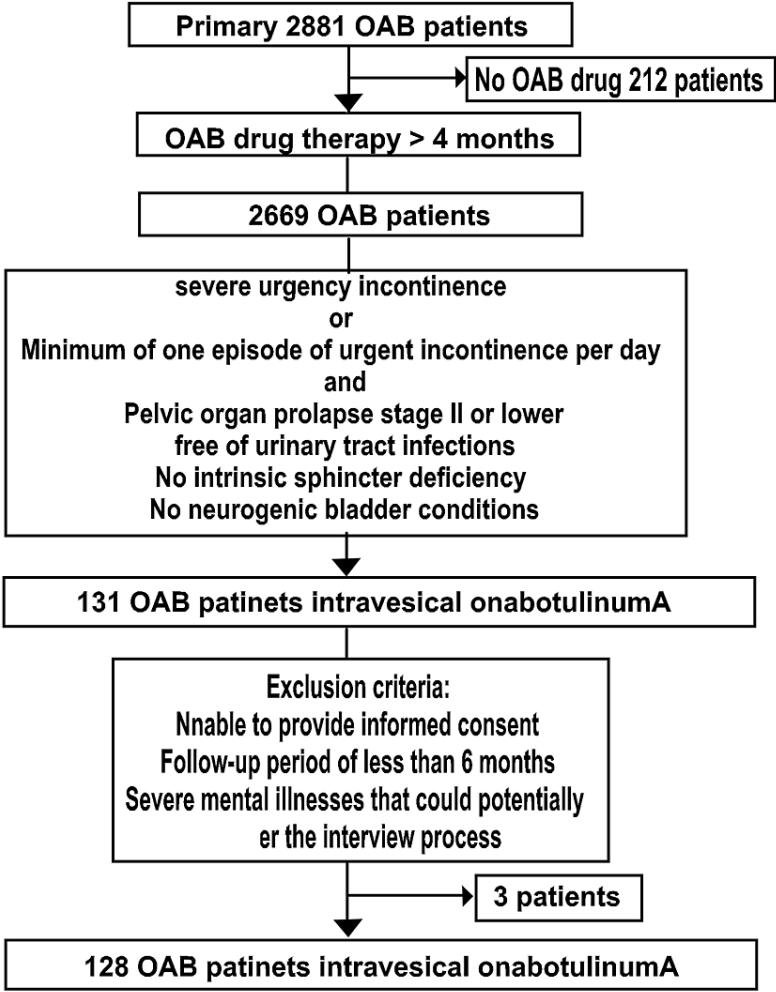 Primary 2881 OAB patients
No OAB drug 212 patients
OAB drug therapy > 4 months
2669 OAB patients
severe urgency incontinence
or
Minimum of one episode of urgent incontinence per day
and
Pelvic organ prolapse stage II or lower
free of urinary tract infections
No intrinsic sphincter deficiency
No neurogenic bladder conditions
131 OAB patinets intravesical onabotulinumA
Exclusion criteria:
Nnable to provide informed consent
Follow-up period of less than 6 months
Severe mental illnesses that could potentially
er the interview process
3 patients
128 OAB patinets intravesical onabotulinumA